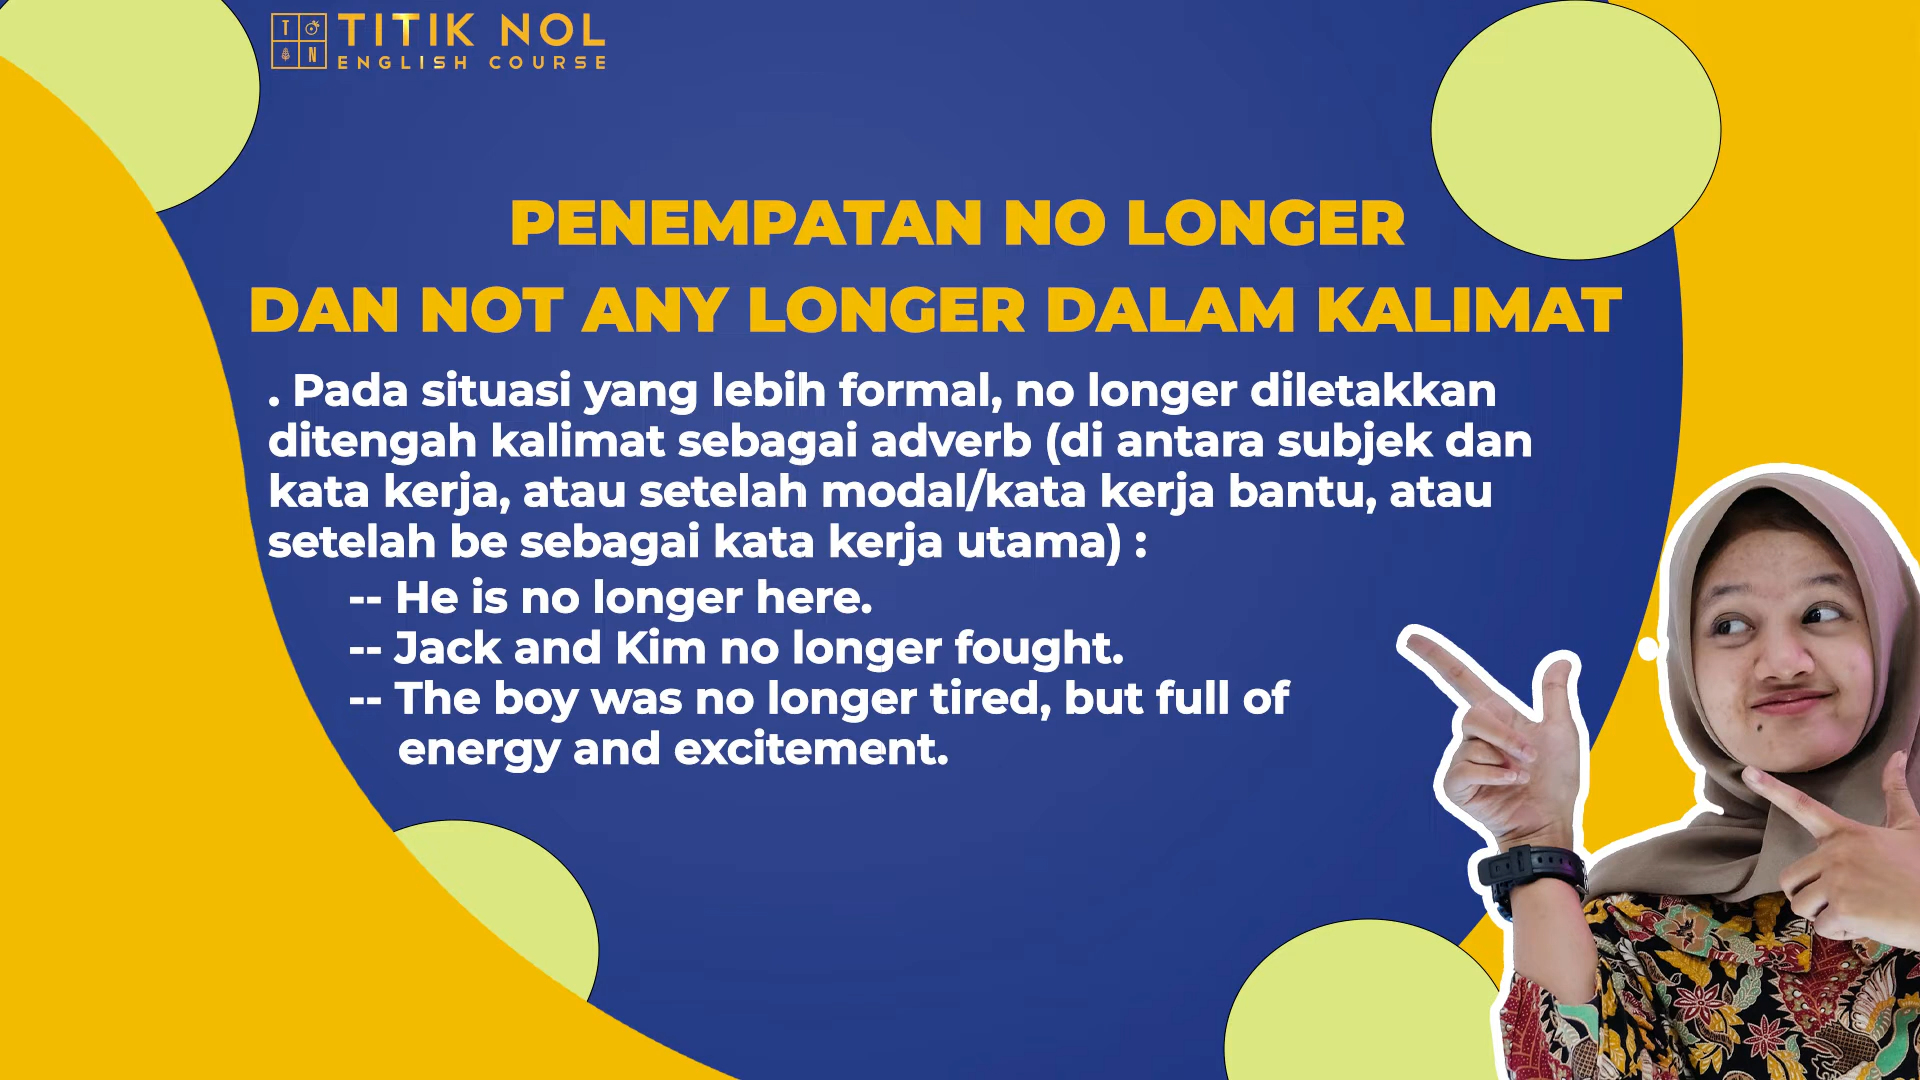 T
N
TITIK NOL
ENGLISH COURSE
PENEMPATAN NO LONGER
DAN NOT ANY LONGER DALAM KALIMAT
. Pada situasi yang lebih formal, no longer diletakkan
ditengah kalimat sebagai adverb (di antara subjek dan
kata kerja, atau setelah modal/kata kerja bantu, atau
setelah be sebagai kata kerja utama) :
-- He is no longer here.
-- Jack and Kim no longer fought.
-- The boy was no longer tired, but full of
energy and excitement.